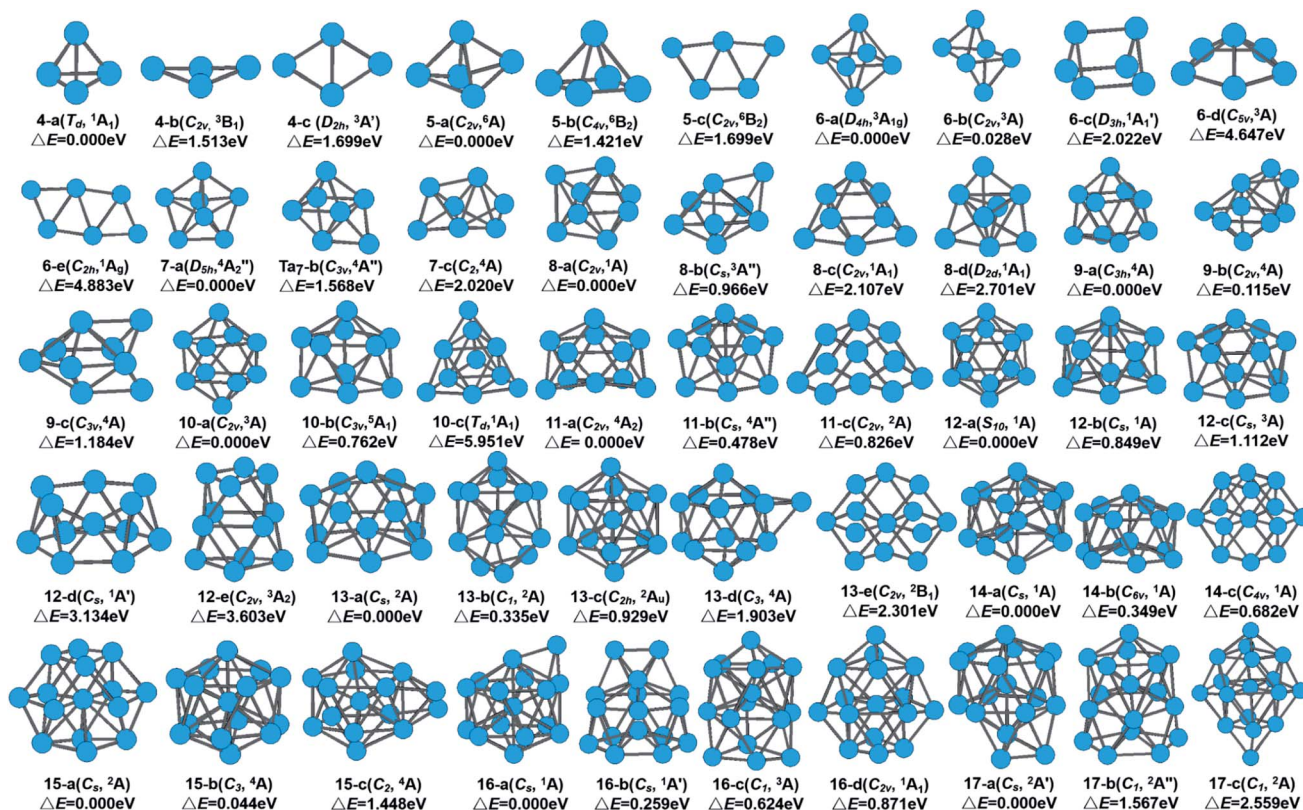 4-a(Td, ¹A₁) 4-b(C2v, ³B₁) 4-c (D2h, ³A') 5-a(C2v,⁶A) 5-b(C4v,⁶B₂) 5-c(C2v,⁶B₂) 6-a(D4h,³A1g) 6-b(C2v,³A) 6-c(D3h,¹A₁') 6-d(C5v,³A)
△E=0.000eV △E=1.513eV △E=1.699eV △E=0.000eV △E=1.421eV △E=1.699eV △E=0.000eV △E=0.028eV △E=2.022eV △E=4.647eV
6-e(C2h,¹Ag) 7-a(D5h,⁴A₂") Ta₇-b(C3v,⁴A") 7-c(C₂,⁴A) 8-a(C2v,¹A) 8-b(Cs,³A") 8-c(C2v,¹A₁) 8-d(D2d,¹A₁) 9-a(C3h,⁴A) 9-b(C2v,⁴A)
△E=4.883eV △E=0.000eV △E=1.568eV △E=2.020eV △E=0.000eV △E=0.966eV △E=2.107eV △E=2.701eV △E=0.000eV △E=0.115eV
9-c(C3v,⁴A) 10-a(C2v,³A) 10-b(C3v,⁵A₁) 10-c(Td,¹A₁) 11-a(C2v, ⁴A₂) 11-b(Cs, ⁴A") 11-c(C2v, ²A) 12-a(S₁₀, ¹A) 12-b(Cs, ¹A) 12-c(Cs, ³A)
△E=1.184eV △E=0.000eV △E=0.762eV △E=5.951eV △E= 0.000eV △E=0.478eV △E=0.826eV △E=0.000eV △E=0.849eV △E=1.112eV
12-d(Cs, ¹A') 12-e(C2v, ³A₂) 13-a(Cs, ²A) 13-b(C₁, ²A) 13-c(C2h, ²Au) 13-d(C₃, ⁴A) 13-e(C2v, ²B₁) 14-a(Cs, ¹A) 14-b(C6v, ¹A) 14-c(C4v, ¹A)
△E=3.134eV △E=3.603eV △E=0.000eV △E=0.335eV △E=0.929eV △E=1.903eV △E=2.301eV △E=0.000eV △E=0.349eV △E=0.682eV
15-a(Cs, ²A) 15-b(C₃, ⁴A) 15-c(C₂, ⁴A) 16-a(Cs, ¹A) 16-b(Cs, ¹A') 16-c(C₁, ³A) 16-d(C2v, ¹A₁) 17-a(Cs, ²A') 17-b(C₁, ²A") 17-c(C₁, ²A)
△E=0.000eV △E=0.044eV △E=1.448eV △E=0.000eV △E=0.259eV △E=0.624eV △E=0.871eV △E=0.000eV △E=1.567eV △E=2.559eV